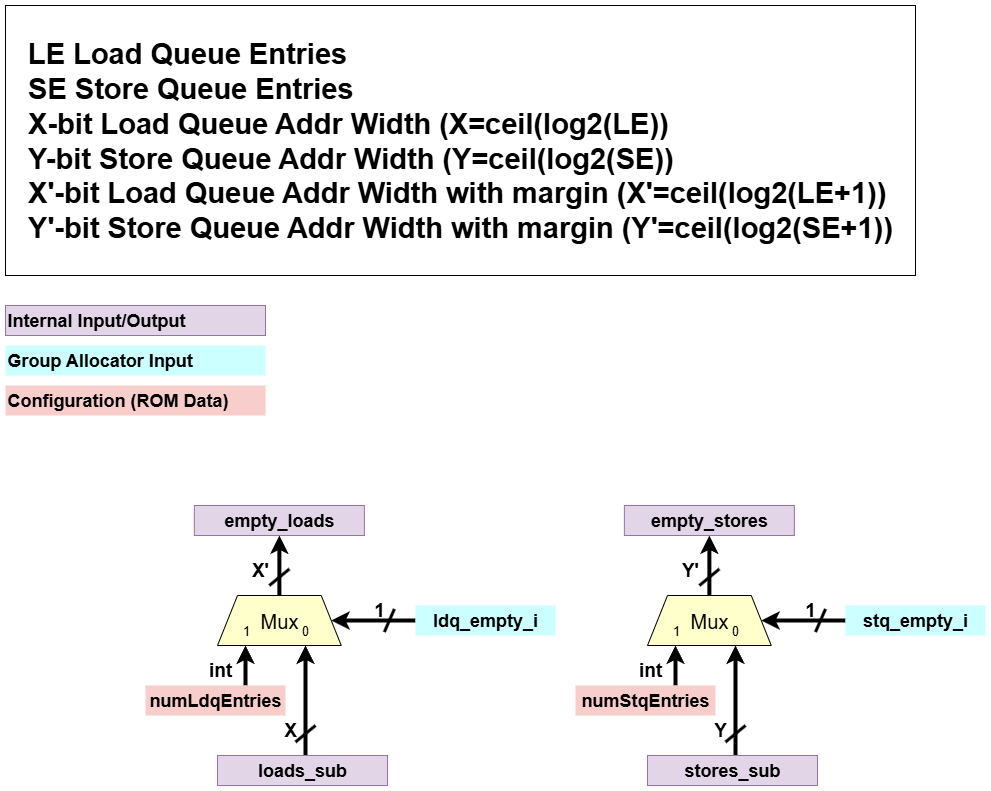 LE Load Queue Entries
SE Store Queue Entries
X-bit Load Queue Addr Width (X=ceil(log2(LE))
Y-bit Store Queue Addr Width (Y=ceil(log2(SE))
X'-bit Load Queue Addr Width with margin (X'=ceil(log2(LE+1))
Y'-bit Store Queue Addr Width with margin (Y'=ceil(log2(SE+1))
Internal Input/Output
Group Allocator Input
Configuration (ROM Data)
empty_loads
X'
1 Mux 0
1
ldq_empty_i
int
numLdqEntries
X
loads_sub
empty_stores
Y'
1 Mux 0
1
stq_empty_i
int
numStqEntries
Y
stores_sub